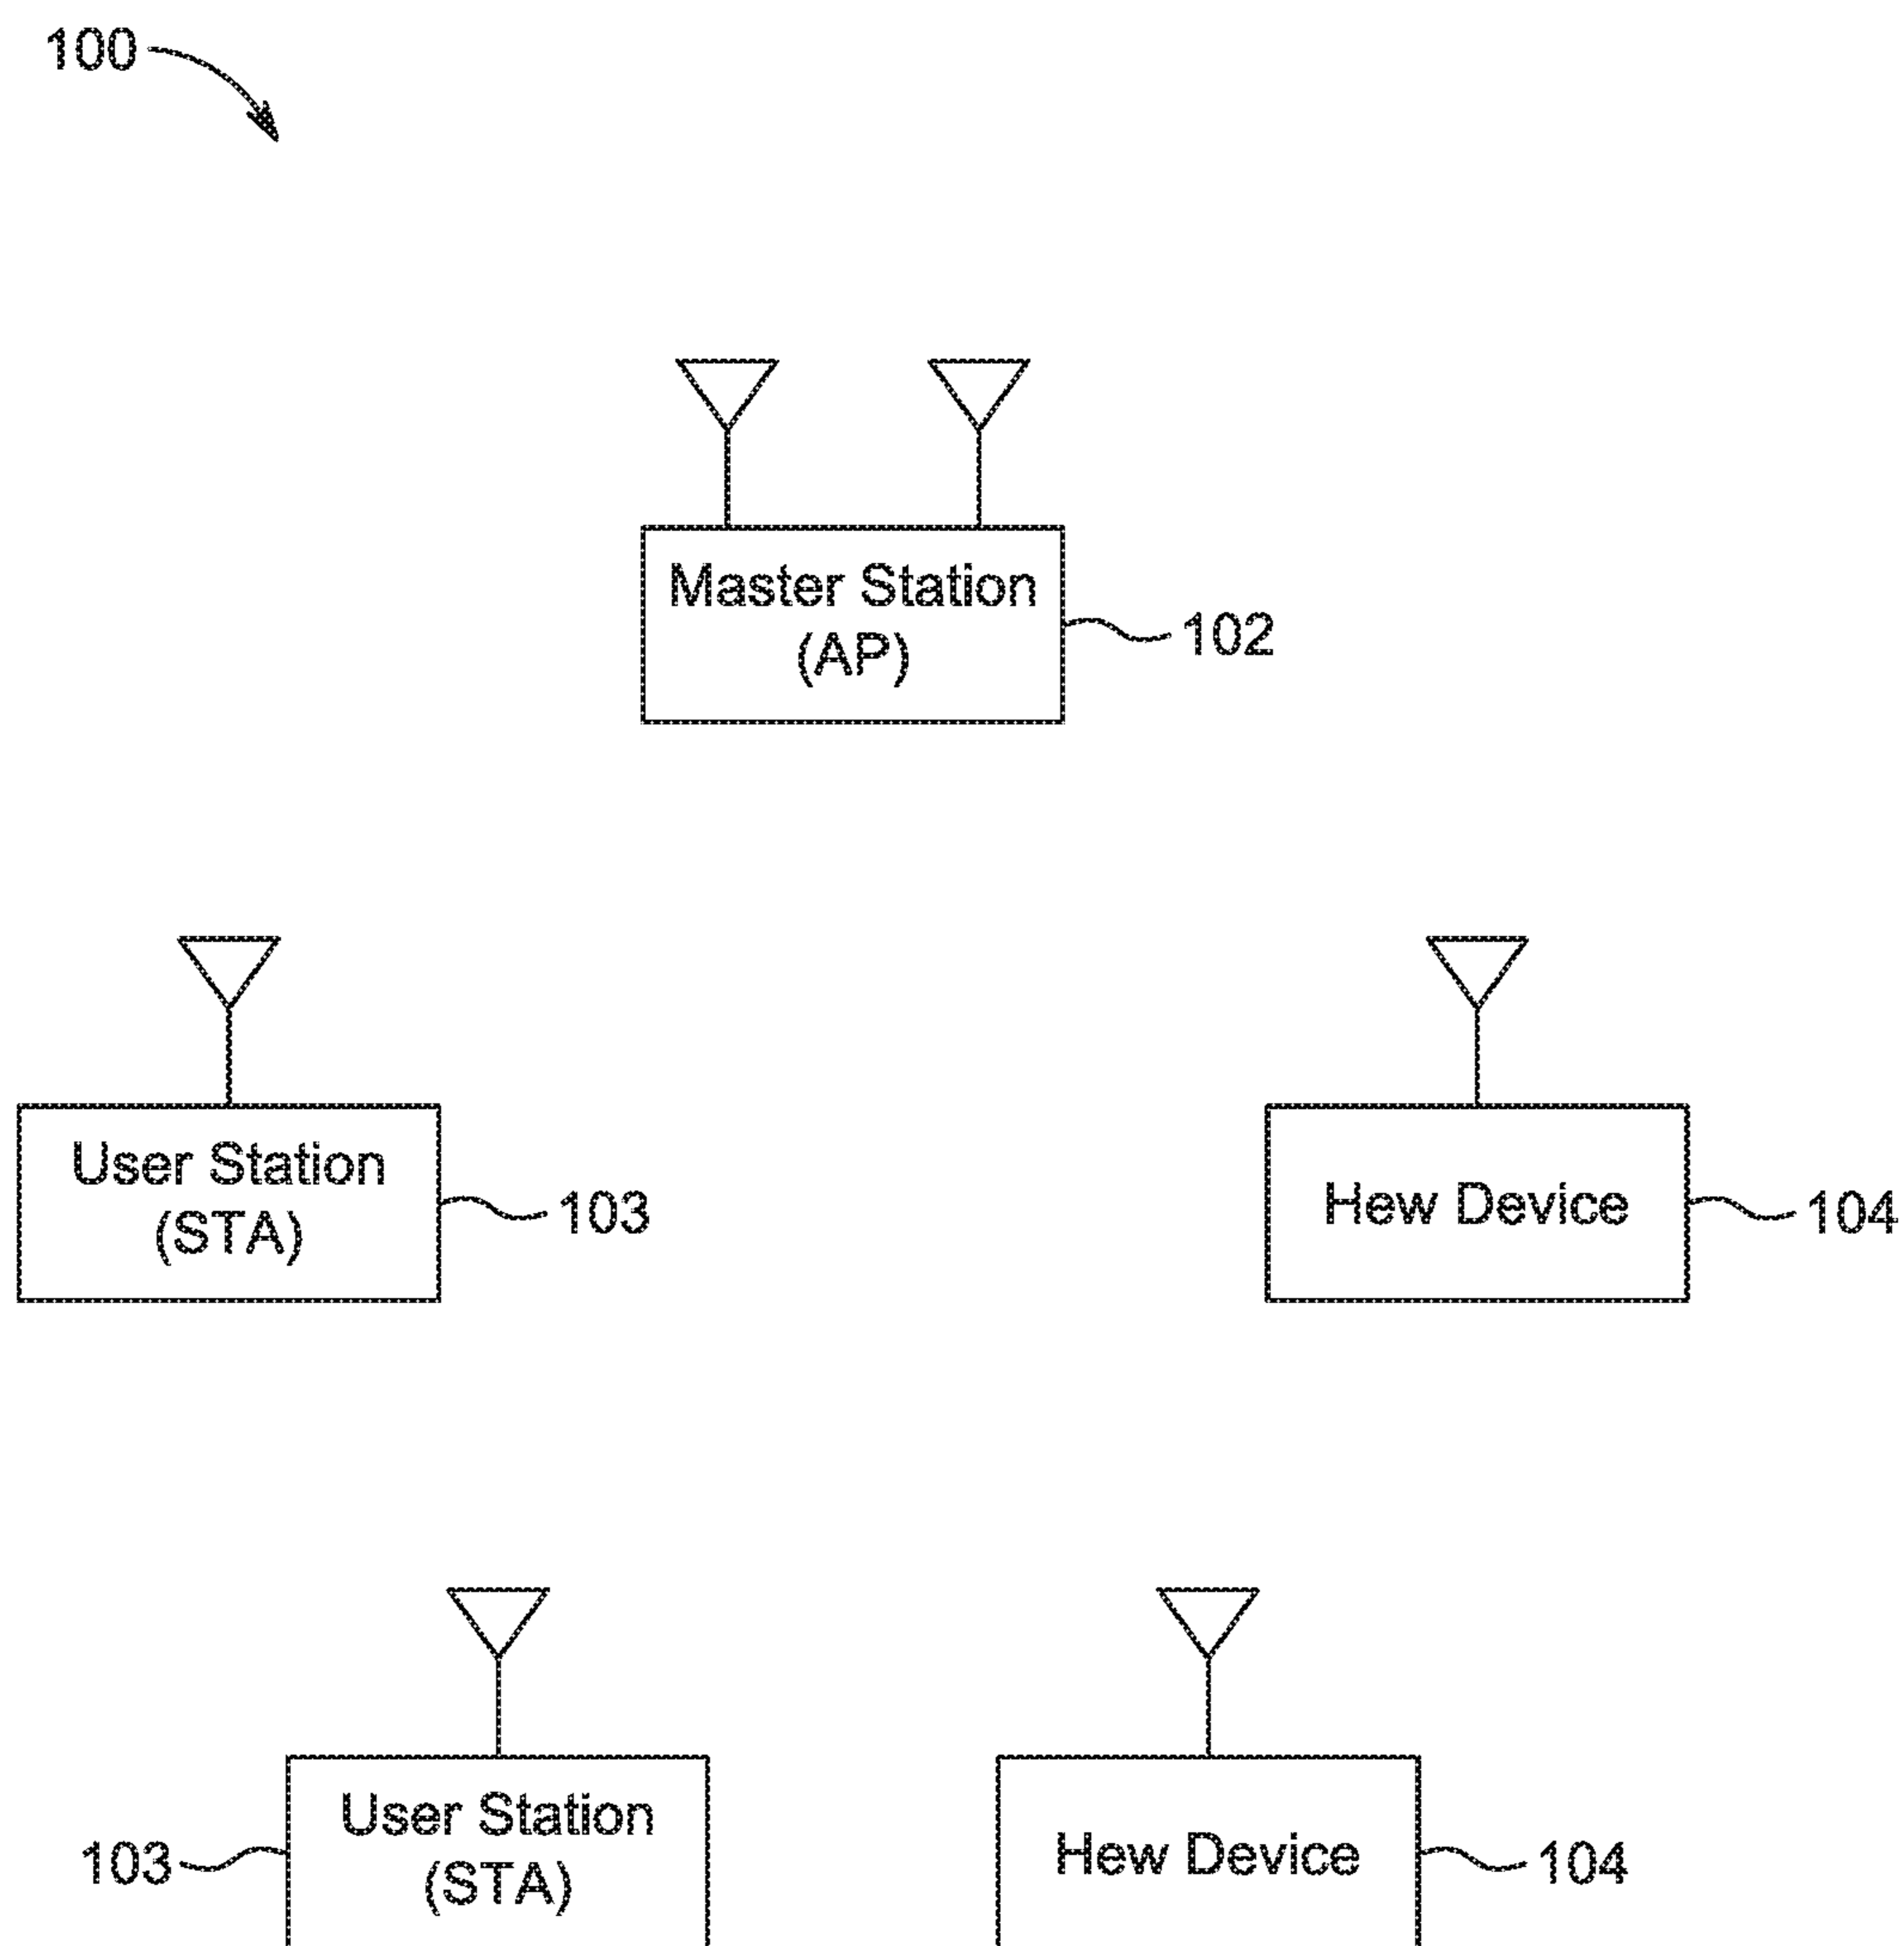 100
Master Station
(AP)
102
User Station
(STA)
103
Hew Device
104
103
User Station
(STA)
Hew Device
104